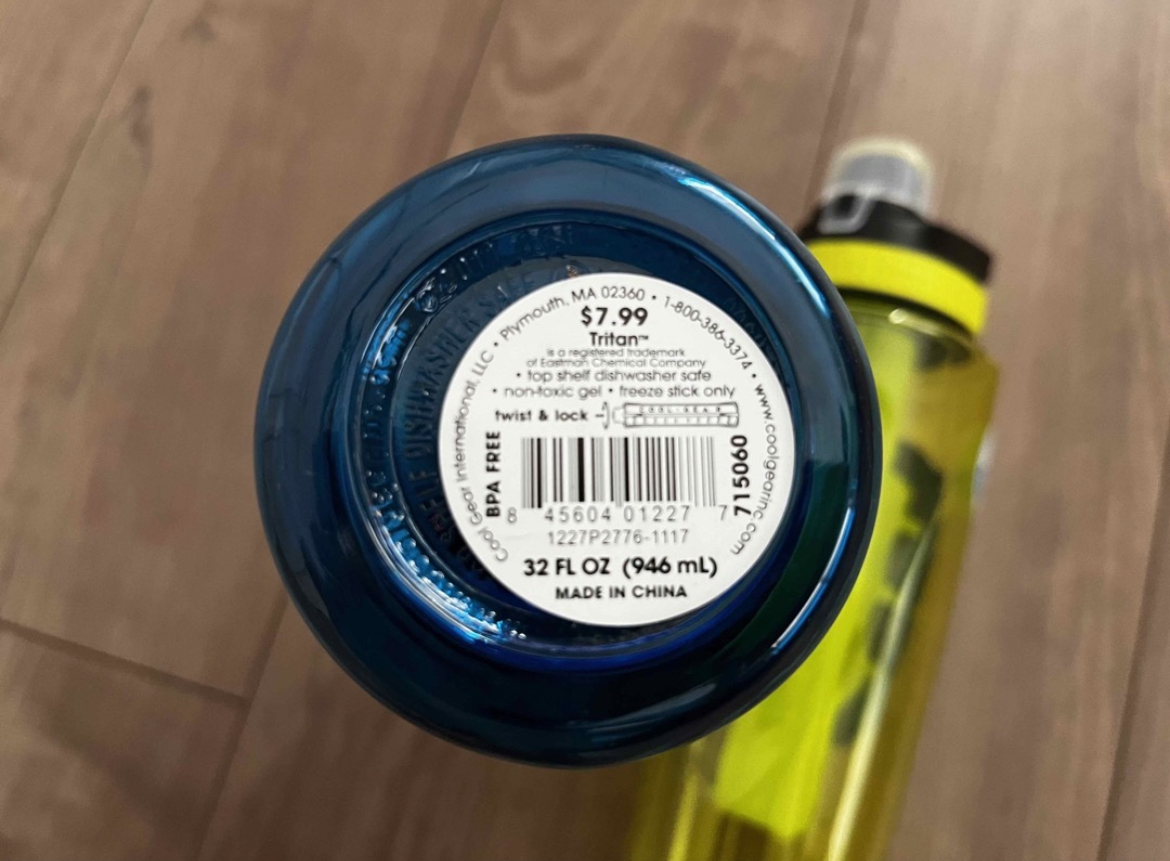 Cool Gear International, LLC • Plymouth, MA 02360 • 1-800-386-3374 • www.coolgearinc.com
$7.99
Tritan™
is a registered trademark
of Eastman Chemical Company
• top shelf dishwasher safe
• non-toxic gel • freeze stick only
twist & lock
COOL GEAR
BPA FREE
715060
8 45604 01227 7
1227P2776-1117
32 FL OZ (946 mL)
MADE IN CHINA
DISHWASHER SAFE